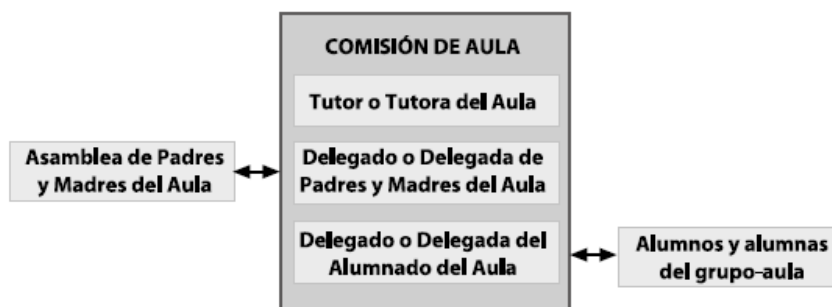 COMISIÓN DE AULA
Tutor o Tutora del Aula
Asamblea de Padres
y Madres del Aula
Delegado o Delegada de
Padres y Madres del Aula
Delegado o Delegada del
Alumnado del Aula
Alumnos y alumnas
del grupo-aula